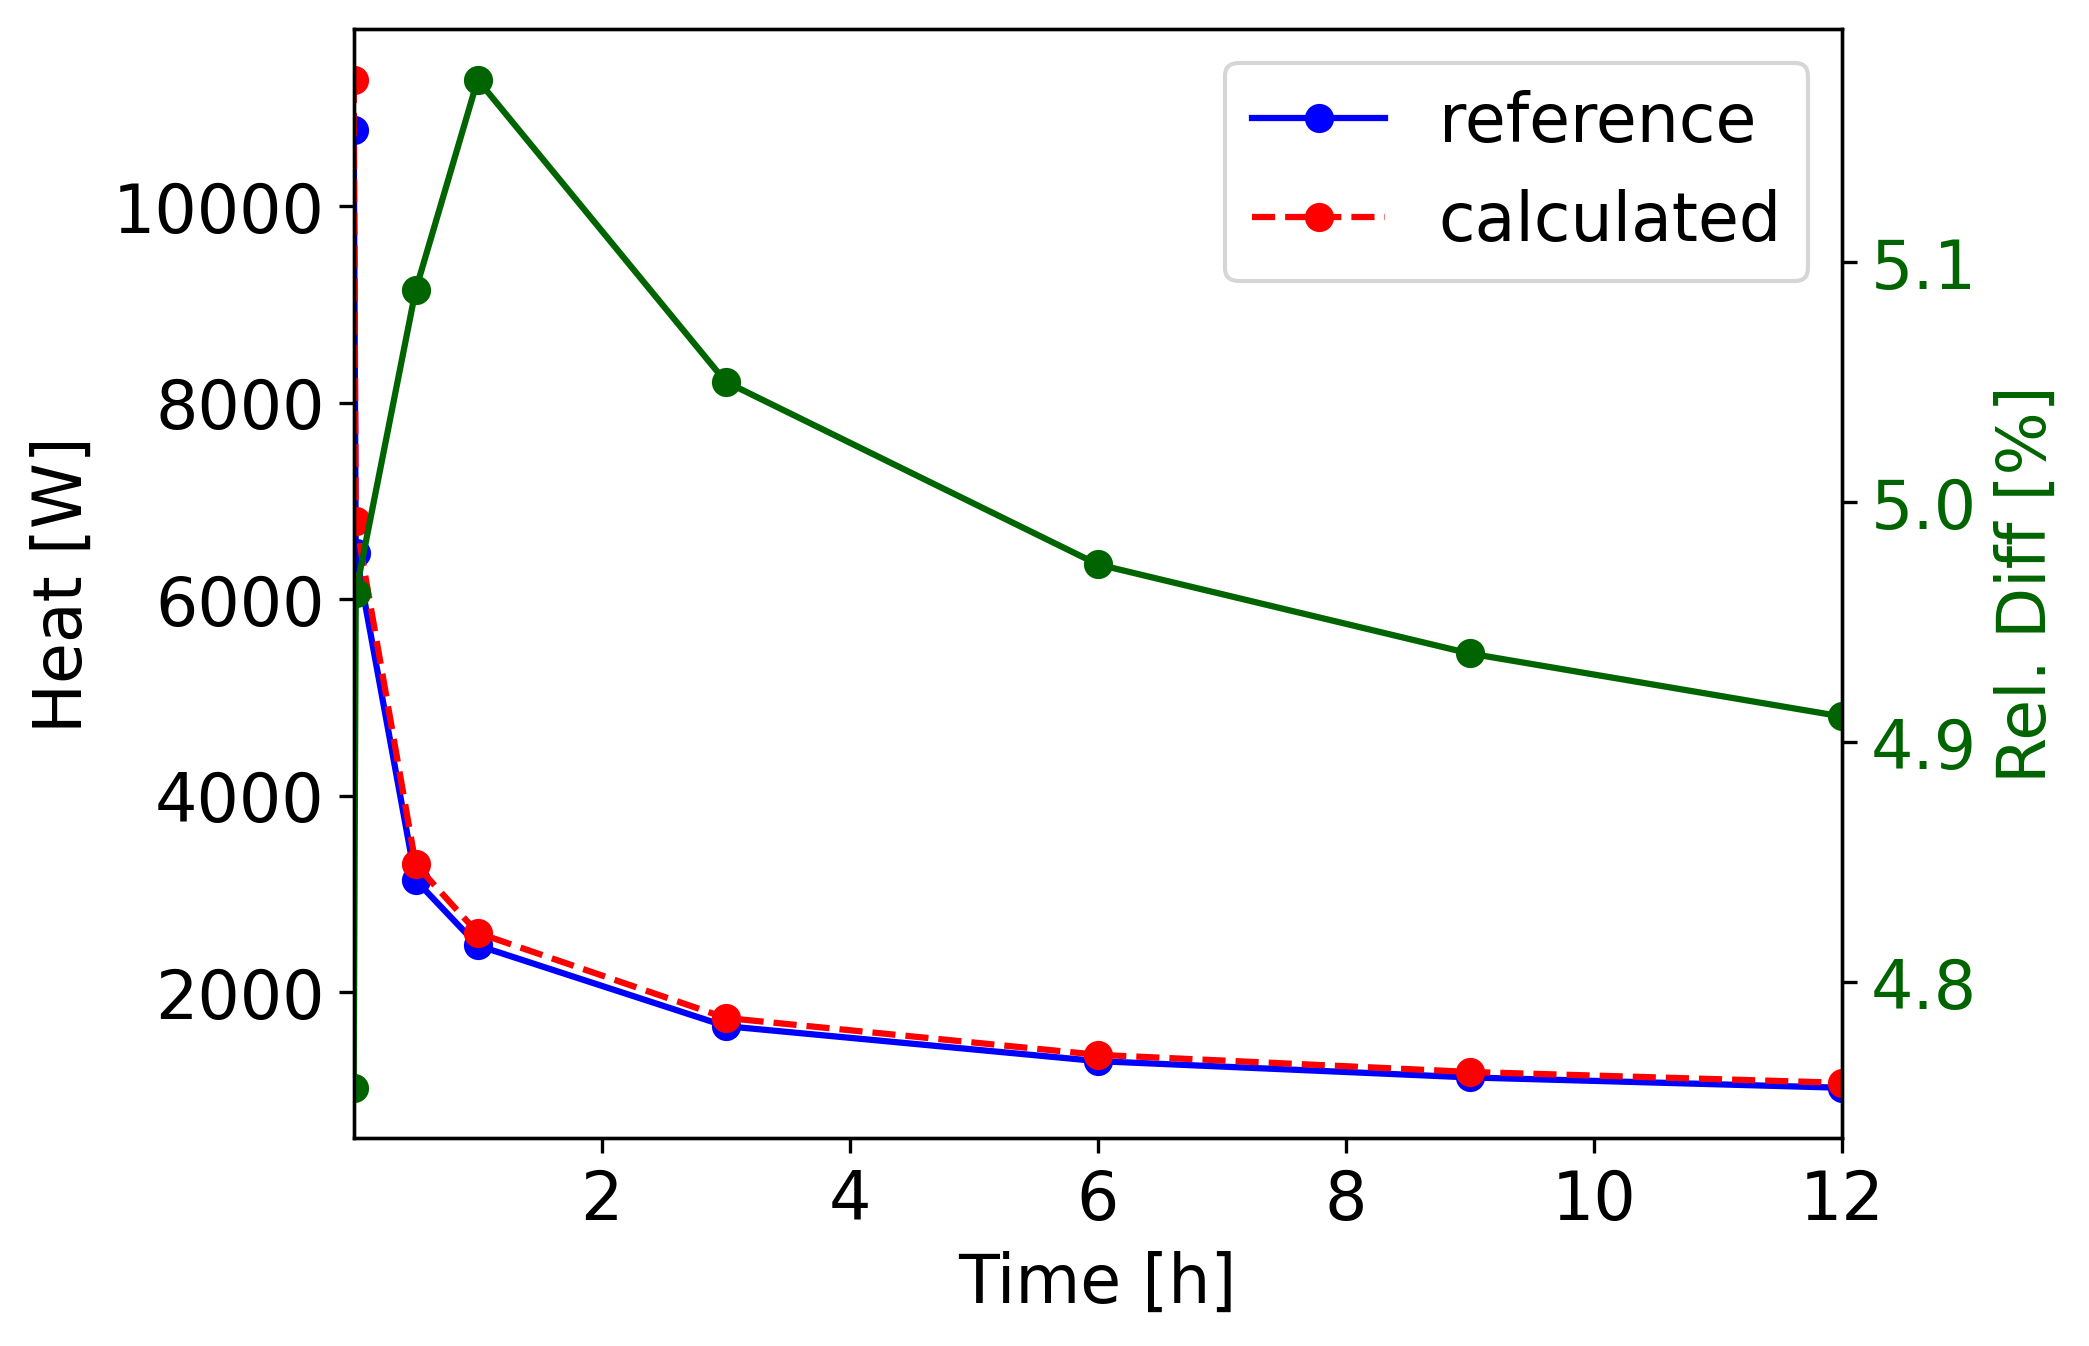 reference
calculated
10000
8000
6000
4000
2000
Heat [W]
5.1
5.0
4.9
4.8
Rel. Diff [%]
2 4 6 8 10 12
Time [h]